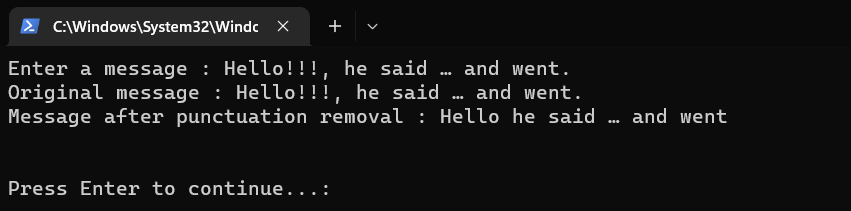 C:\Windows\System32\Windc
Enter a message : Hello!!!, he said … and went.
Original message : Hello!!!, he said … and went.
Message after punctuation removal : Hello he said … and went
Press Enter to continue...: